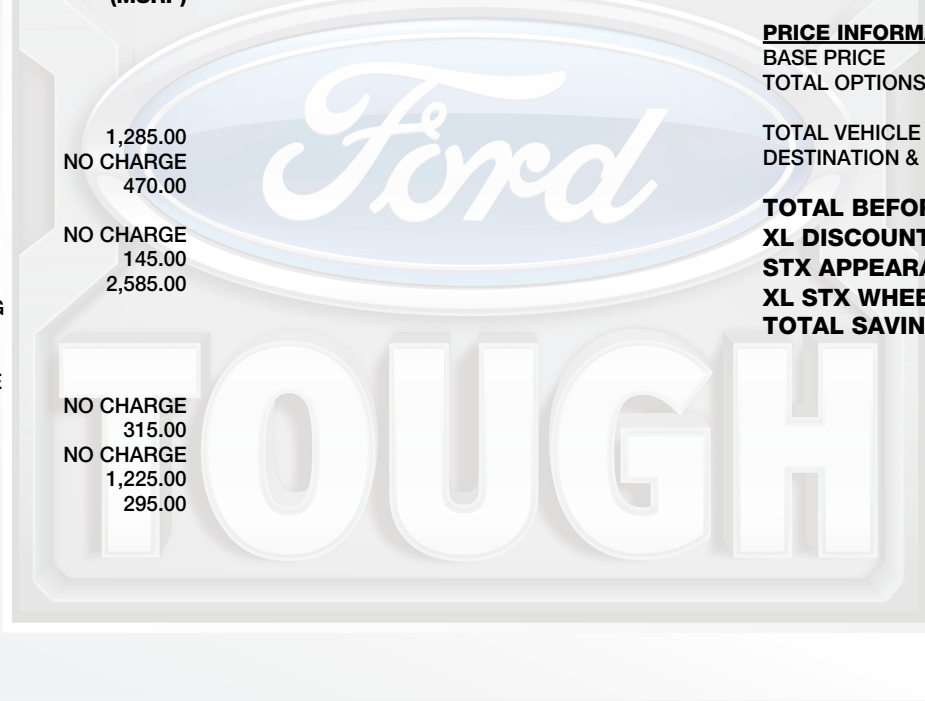 (MSRP)
1,285.00
NO CHARGE
470.00
NO CHARGE
145.00
2,585.00
G
E
NO CHARGE
315.00
NO CHARGE
1,225.00
295.00
Ford
TOUGH
PRICE INFORMA
BASE PRICE
TOTAL OPTIONS
TOTAL VEHICLE
DESTINATION &
TOTAL BEFOR
XL DISCOUNT
STX APPEARA
XL STX WHEE
TOTAL SAVIN